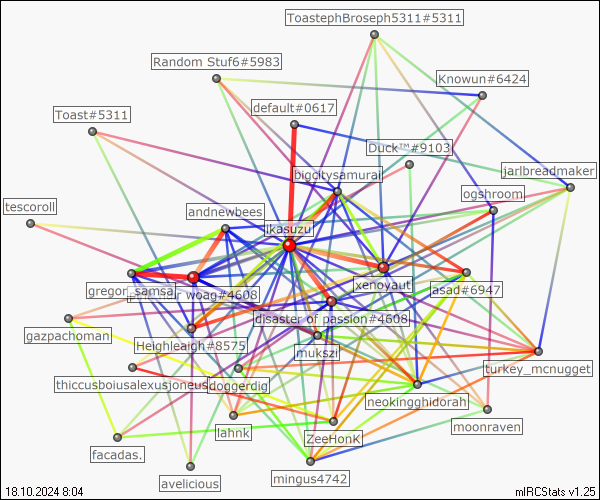 ToastephBroseph5311#5311
Random Stuf6#5983
Knowun#6424
default#0617
Toast#5311
Duck™#9103
bigcitysamurai
jarlbreadmaker
ogshroom
tescoroll
andnewbees
Ikasuzu
xenoyaut
gregor_samsa
woag#4608
asad#6947
disaster of passion#4608
gazpachoman
Heighleaigh#8575
mukszi
turkey_mcnugget
thiccusboiusalexusjoneus
doggerdig
neokingghidorah
lahnk
ZeeHonK
moonraven
facadas.
avelicious
mingus4742
18.10.2024 8:04
mIRCStats v1.25